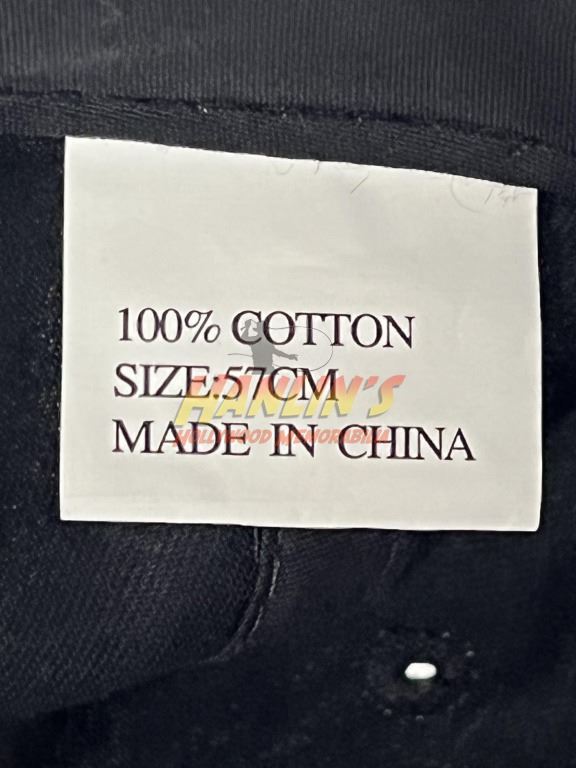 100% COTTON
SIZE:57CM
HANLIN'S
HOLLYWOOD MEMORABILIA
MADE IN CHINA